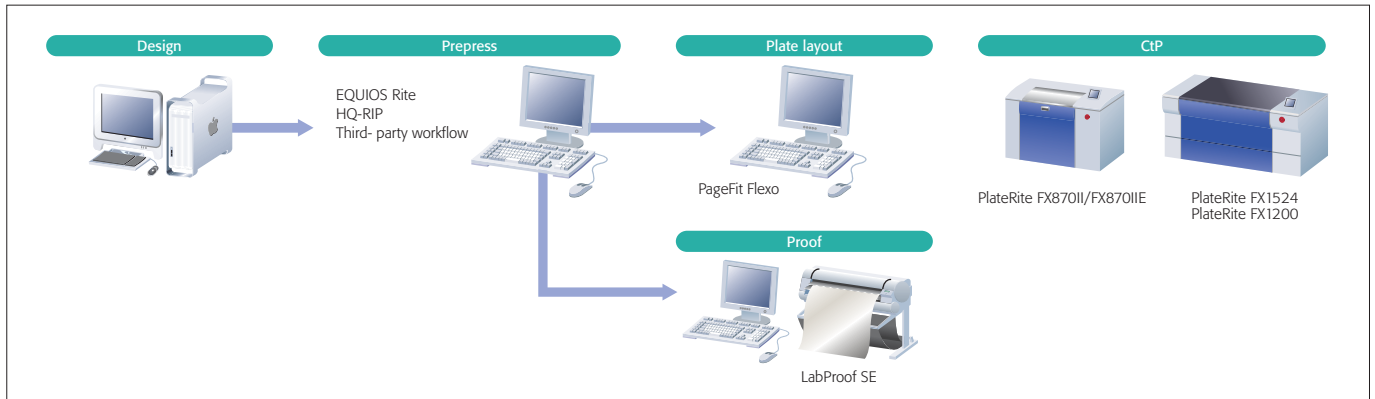 Design
Prepress
Plate layout
CtP
EQUIOS Rite
HQ-RIP
Third- party workflow
PageFit Flexo
PlateRite FX870II/FX870IIE
PlateRite FX1524
PlateRite FX1200
Proof
LabProof SE